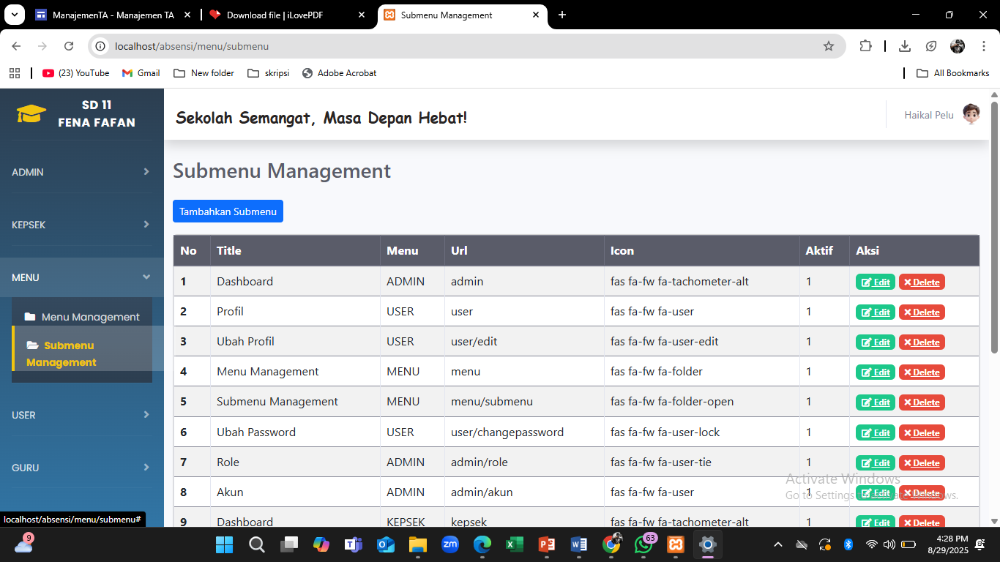 ManajemenTA - Manajemen TA
Download file | iLovePDF
Submenu Management
localhost/absensi/menu/submenu
(23) YouTube
Gmail
New folder
skripsi
Adobe Acrobat
All Bookmarks
SD 11
FENA FAFAN
Sekolah Semangat, Masa Depan Hebat!
Haikal Pelu
ADMIN
KEPSEK
MENU
Menu Management
Submenu
Management
USER
GURU
Submenu Management
Tambahkan Submenu
No Title Menu Url Icon Aktif Aksi
1 Dashboard ADMIN admin fas fa-fw fa-tachometer-alt 1 Edit Delete
2 Profil USER user fas fa-fw fa-user 1 Edit Delete
3 Ubah Profil USER user/edit fas fa-fw fa-user-edit 1 Edit Delete
4 Menu Management MENU menu fas fa-fw fa-folder 1 Edit Delete
5 Submenu Management MENU menu/submenu fas fa-fw fa-folder-open 1 Edit Delete
6 Ubah Password USER user/changepassword fas fa-fw fa-user-lock 1 Edit Delete
7 Role ADMIN admin/role fas fa-fw fa-user-tie 1 Edit Delete
8 Akun ADMIN admin/akun fas fa-fw fa-user 1 Edit Delete
9 Dashboard KEPSEK kepsek fas fa-fw fa-tachometer-alt 1 Edit Delete
Activate Windows
Go to Settings to activate Windows.
localhost/absensi/menu/submenu#
9
zm
63
4:28 PM
8/29/2025